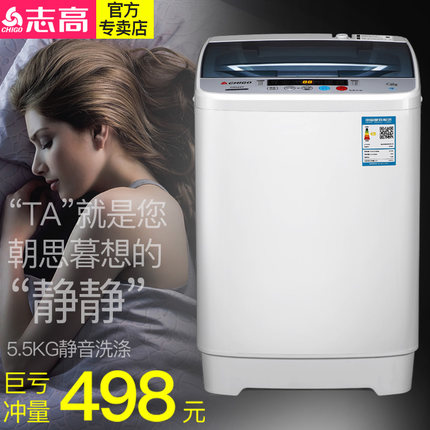 志高
CHIGO
官方
专卖店
CHIGO
"TA"就是您
朝思暮想的
"静静"
5.5KG静音洗涤
巨亏
冲量498元